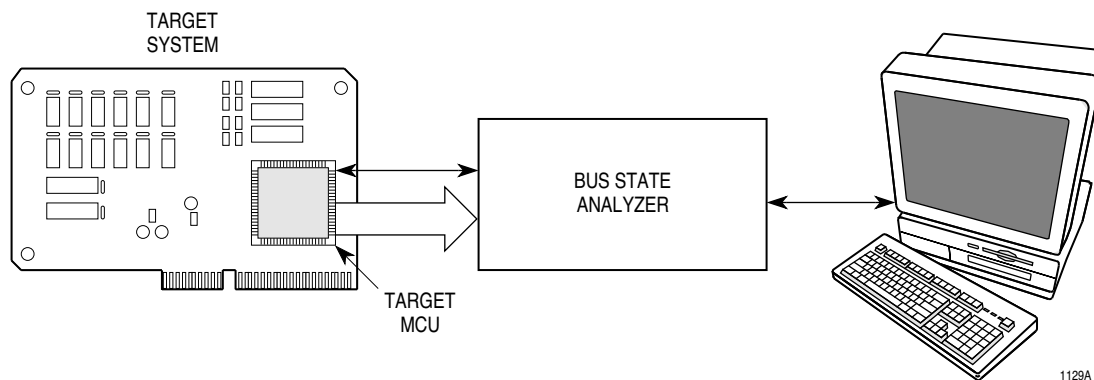 TARGET
SYSTEM
BUS STATE
ANALYZER
TARGET
MCU
1129A